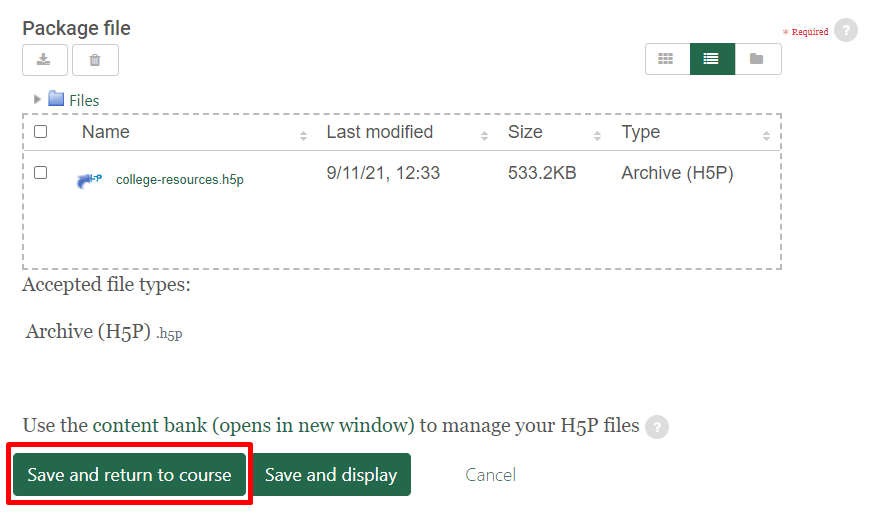 Package file
* Required ?
Files
Name Last modified Size Type
H-P college-resources.h5p 9/11/21, 12:33 533.2KB Archive (H5P)
Accepted file types:
Archive (H5P) .h5p
Use the content bank (opens in new window) to manage your H5P files ?
Save and return to course Save and display Cancel